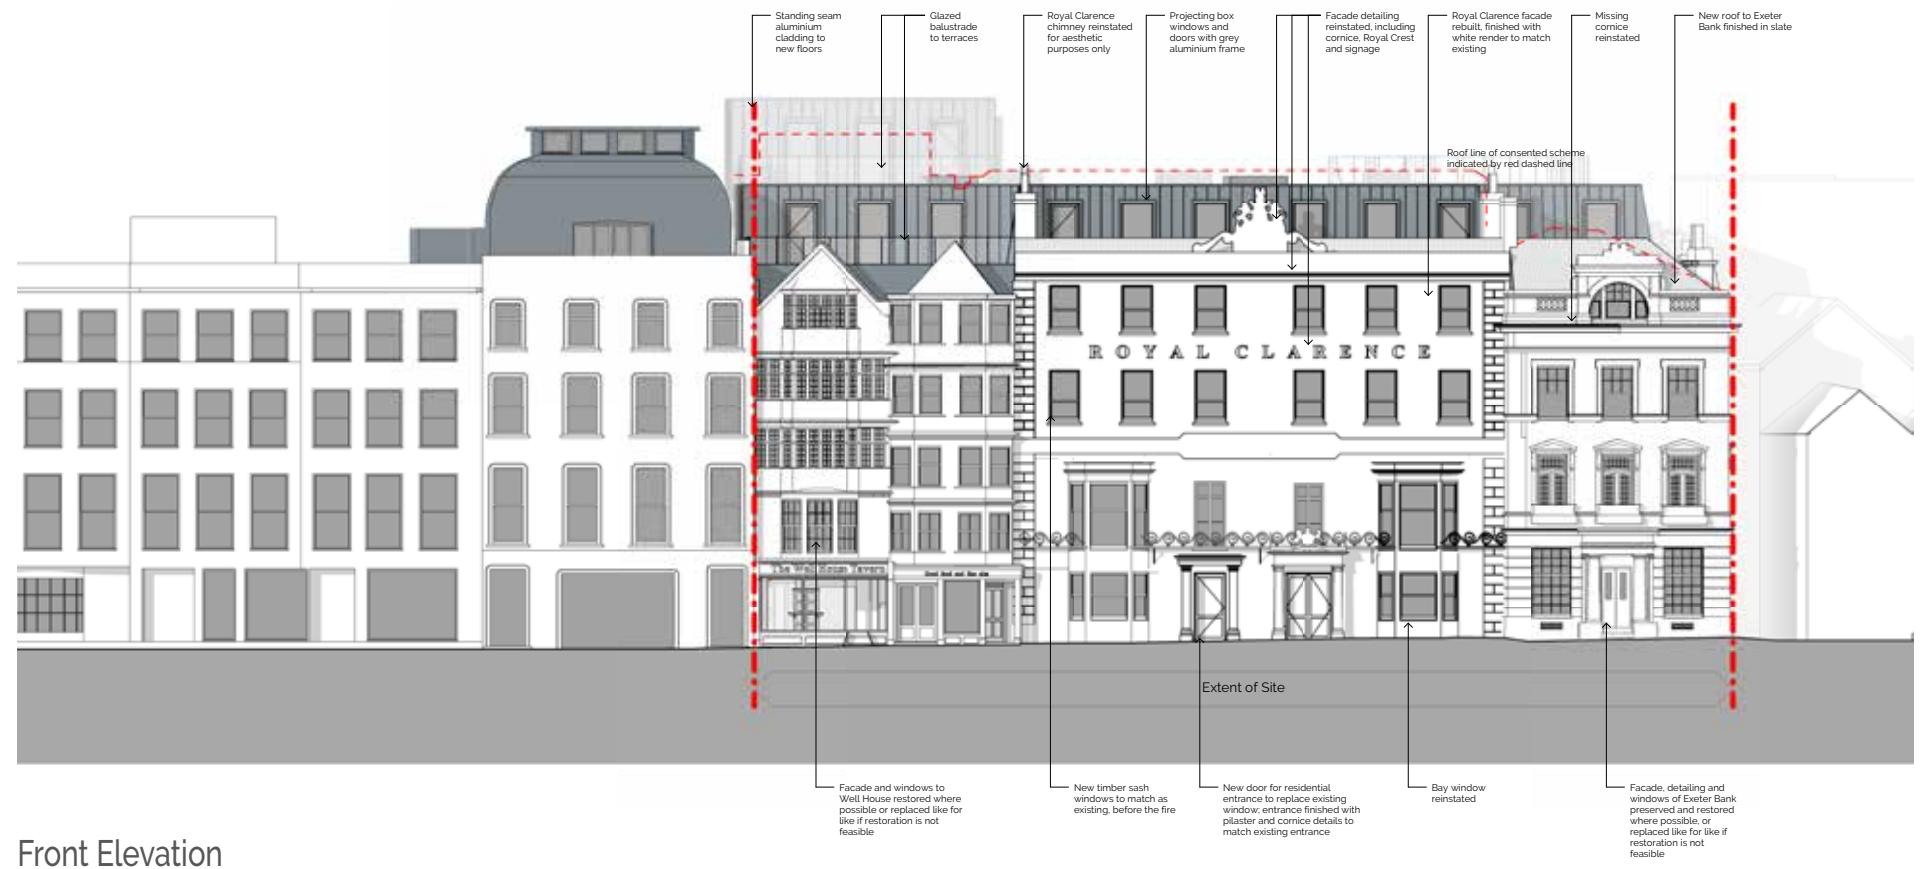 Standing seam
aluminium
cladding to
new floors
Glazed
balustrade
to terraces
Royal Clarence
chimney reinstated
for aesthetic
purposes only
Projecting box
windows and
doors with grey
aluminium frame
Facade detailing
reinstated, including
cornice, Royal Crest
and signage
Royal Clarence facade
rebuilt, finished with
white render to match
existing
Missing
cornice
reinstated
New roof to Exeter
Bank finished in slate
Roof line of consented scheme
indicated by red dashed line
ROYAL CLARENCE
The Well House Tavern
Extent of Site
Facade and windows to
Well House restored where
possible or replaced like for
like if restoration is not
feasible
New timber sash
windows to match as
existing, before the fire
New door for residential
entrance to replace existing
window; entrance finished with
pilaster and cornice details to
match existing entrance
Bay window
reinstated
Facade, detailing and
windows of Exeter Bank
preserved and restored
where possible, or
replaced like for like if
restoration is not
feasible
Front Elevation